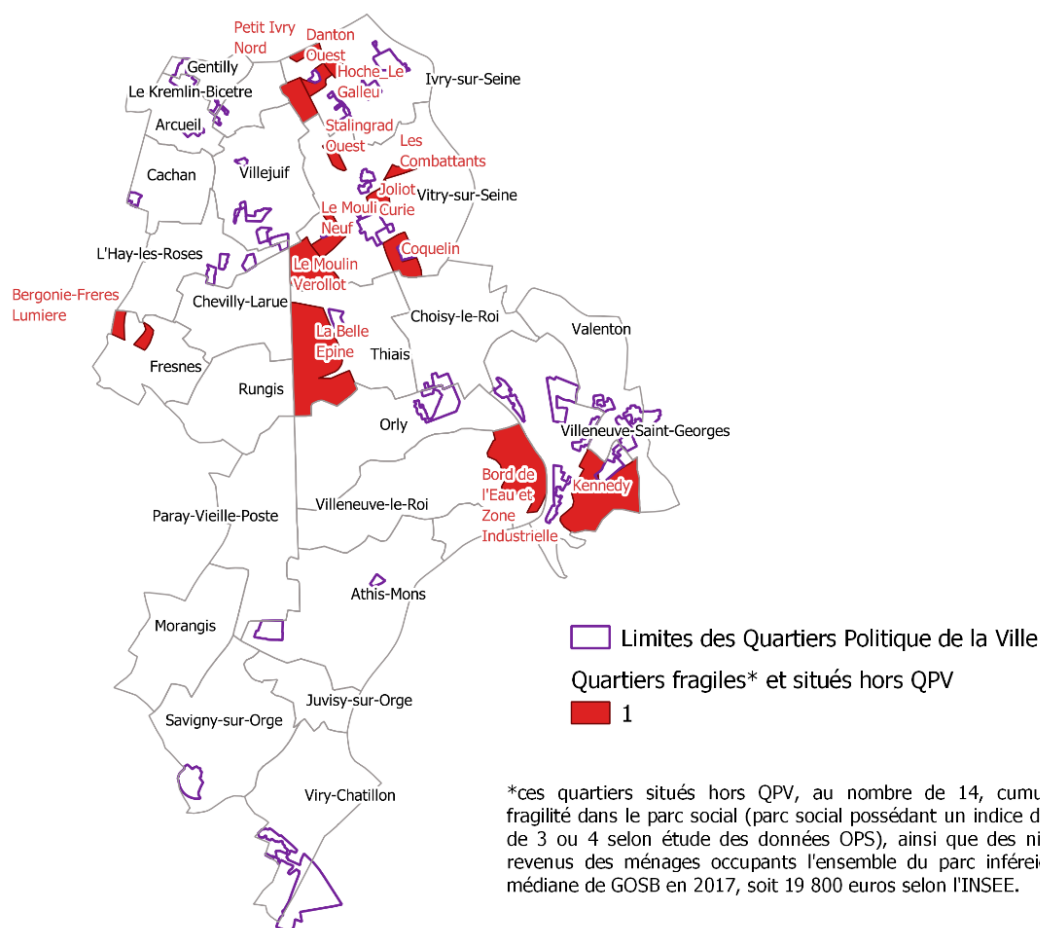 Petit Ivry
Nord
Danton
Ouest
Gentilly
Hoche_Le
Galleu
Ivry-sur-Seine
Le Kremlin-Bicetre
Arcueil
Stalingrad
Ouest
Les
Combattants
Cachan
Villejuif
Joliot
Curie
Vitry-sur-Seine
Le Mouli
Neuf
L'Hay-les-Roses
Coquelin
Le Moulin
Verollot
Bergonie-Freres
Lumiere
Chevilly-Larue
Choisy-le-Roi
Valenton
La Belle
Epine
Thiais
Fresnes
Rungis
Orly
Villeneuve-Saint-Georges
Bord de
l'Eau et
Zone
Industrielle
Kennedy
Villeneuve-le-Roi
Paray-Vieille-Poste
Athis-Mons
Morangis
Juvisy-sur-Orge
Savigny-sur-Orge
Viry-Chatillon
Limites des Quartiers Politique de la Ville
Quartiers fragiles* et situés hors QPV
1
*ces quartiers situés hors QPV, au nombre de 14, cumu
fragilité dans le parc social (parc social possédant un indice d
de 3 ou 4 selon étude des données OPS), ainsi que des ni
revenus des ménages occupants l'ensemble du parc inférei
médiane de GOSB en 2017, soit 19 800 euros selon l'INSEE.